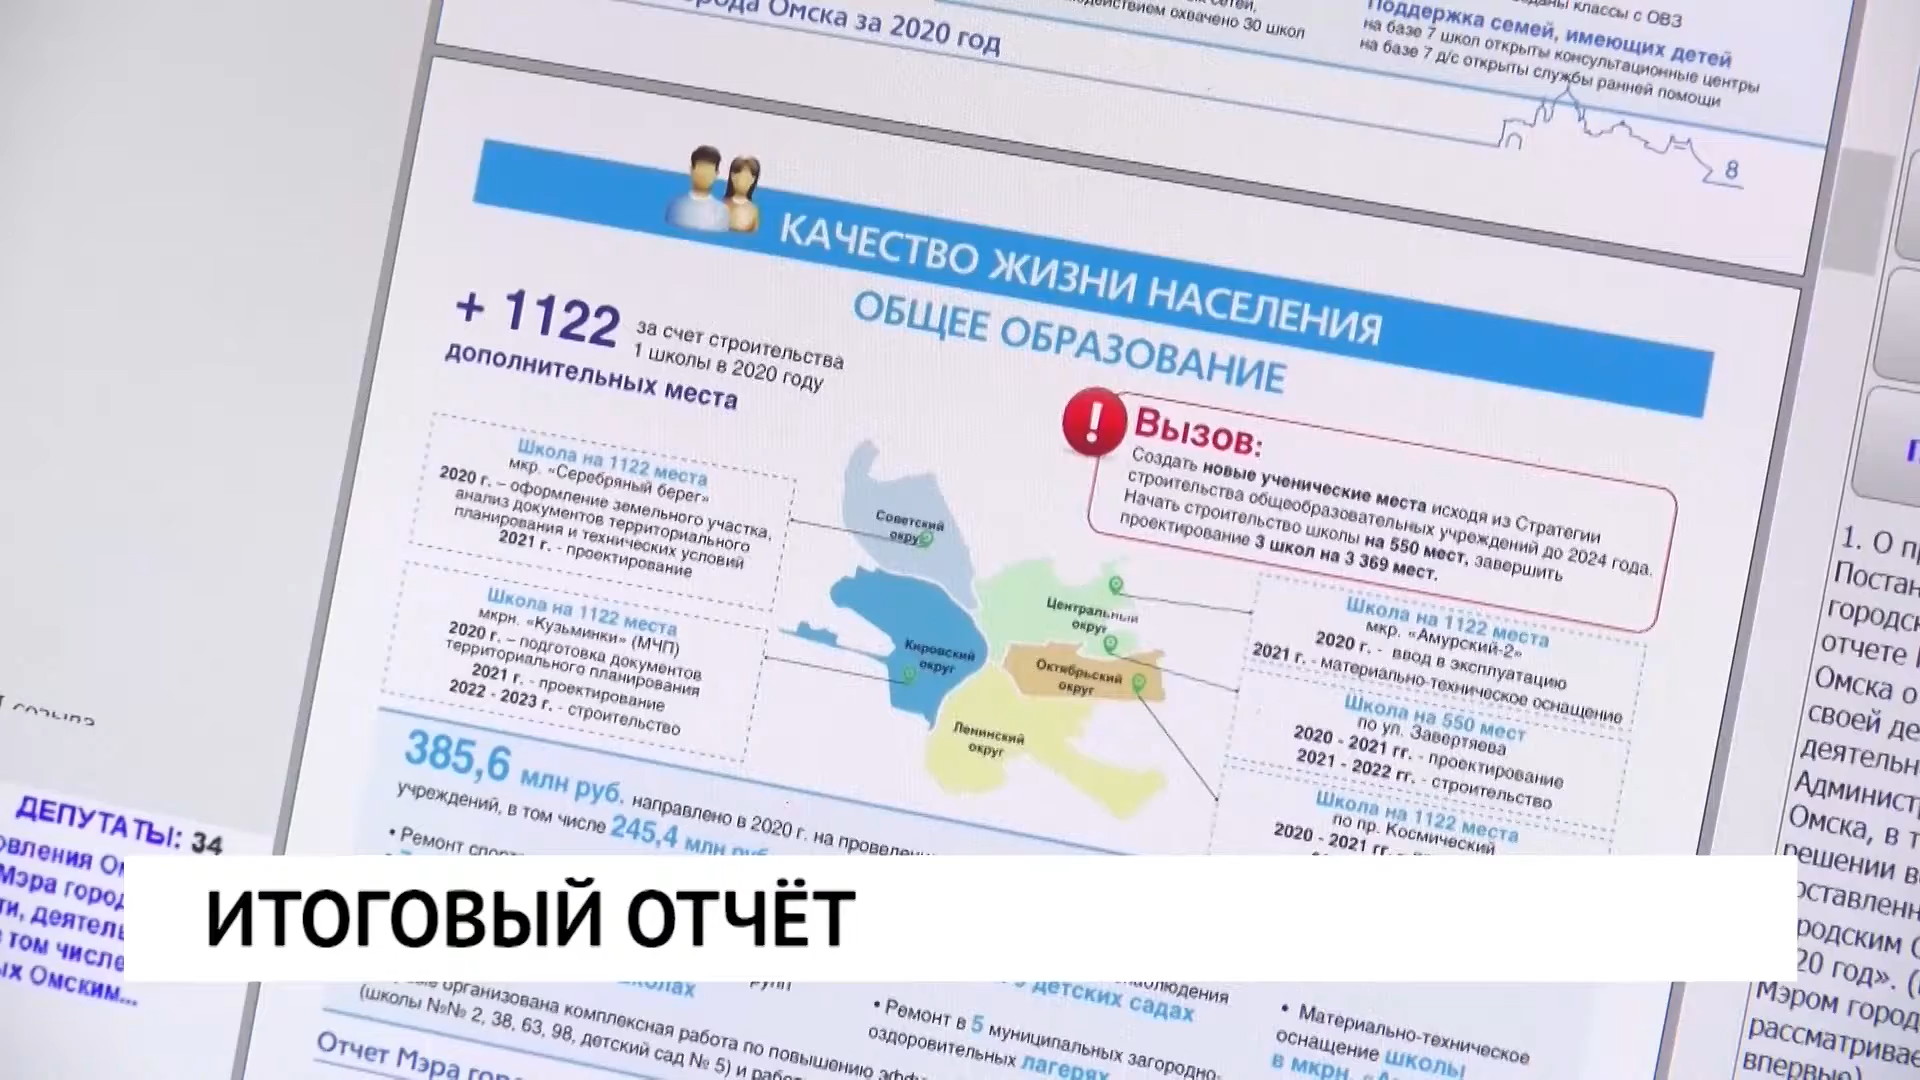 города Омска за 2020 год
действием охвачено 30 школ
классы с ОВЗ
Поддержка семей, имеющих детей
на базе 7 школ открыты консультационные центры
на базе 7 д/с открыты службы ранней помощи
8
КАЧЕСТВО ЖИЗНИ НАСЕЛЕНИЯ
ОБЩЕЕ ОБРАЗОВАНИЕ
+ 1122 за счет строительства
1 школы в 2020 году
дополнительных места
Вызов:
Создать новые ученические места исходя из Стратегии
строительства общеобразовательных учреждений до 2024 года.
Начать строительство школы на 550 мест, завершить
проектирование 3 школ на 3 369 мест.
Школа на 1122 места
мкр. «Серебряный берег»
2020 г. – оформление земельного участка,
анализ документов территориального
планирования и технических условий
2021 г. - проектирование
Школа на 1122 места
мкрн. «Кузьминки» (МЧП)
2020 г. – подготовка документов
территориального планирования
2021 г. - проектирование
2022 - 2023 г. - строительство
Советский
округ
Центральный
округ
Кировский
округ
Октябрьский
округ
Ленинский
округ
Школа на 1122 места
мкр. «Амурский-2»
2020 г. - ввод в эксплуатацию
2021 г. - материально-техническое оснащение
Школа на 550 мест
по ул. Завертяева
2020 - 2021 гг. - проектирование
2021 - 2022 гг. - строительство
Школа на 1122 места
по пр. Космический
2020 - 2021 гг.
385,6 млн руб. направлено в 2020 г. на
учреждений, в том числе 245,4 млн руб.
• Ремонт
ДЕПУТАТЫ: 34
Мэра
деятель
том числе
Омским...
ИТОГОВЫЙ ОТЧЁТ
организована комплексная работа по повышению
(школы №№ 2, 38, 63, 98, детский сад № 5) и
детских садах
• Ремонт в 5 муниципальных загородно-
оздоровительных лагерях
• Материально-техническое
оснащение школы
в мкрн.
Отчет Мэра
1. О
Постан
городск
отчете
Омска о
своей де
деятельн
Админист
Омска, в т
решении в
20 год». (
Мэром город
рассматривае
впервые)